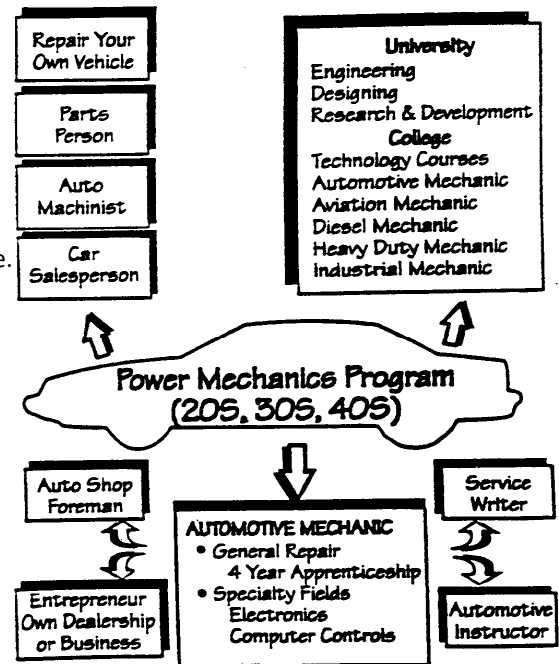 Repair Your
Own Vehicle
Parts
Person
Auto
Machinist
e.
Car
Salesperson
University
Engineering
Designing
Research & Development
College
Technology Courses
Automotive Mechanic
Aviation Mechanic
Diesel Mechanic
Heavy Duty Mechanic
Industrial Mechanic
Power Mechanics Program
(20S, 30S, 40S)
Auto Shop
Foreman
Entrepreneur
Own Dealership
or Business
AUTOMOTIVE MECHANIC
• General Repair
4 Year Apprenticeship
• Specialty Fields
Electronics
Computer Controls
Service
Writer
Automotive
Instructor